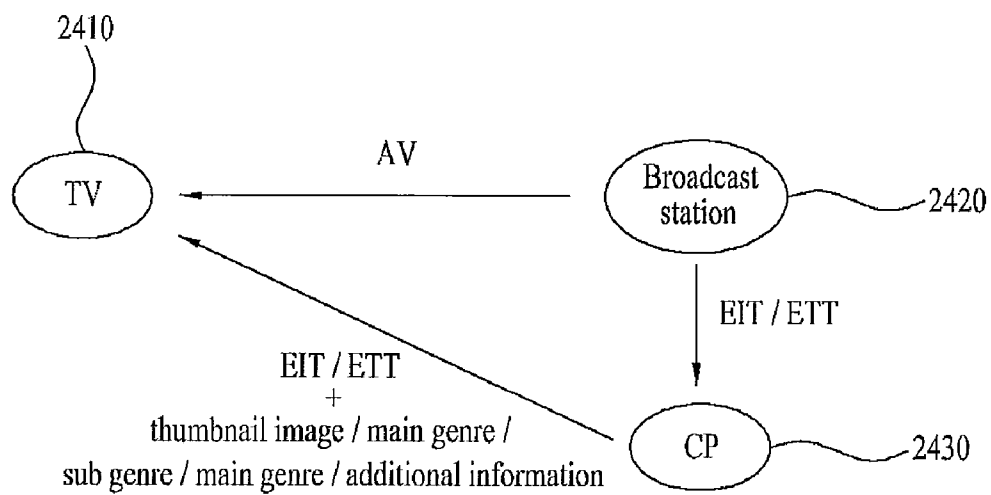 2410
AV
TV
Broadcast
station
2420
EIT / ETT
EIT / ETT
+
thumbnail image / main genre /
sub genre / main genre / additional information
CP
2430